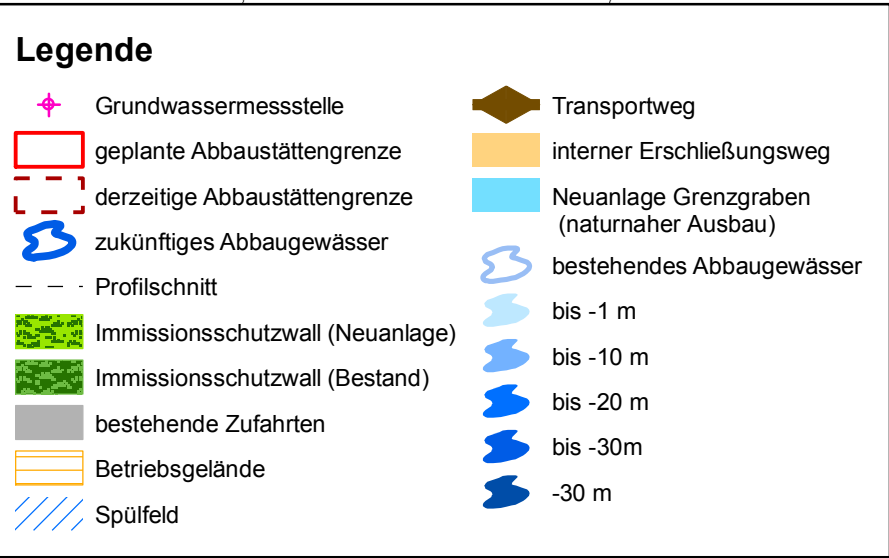 Legende
Grundwassermessstelle
geplante Abbaustättengrenze
derzeitige Abbaustättengrenze
zukünftiges Abbaugewässer
Profilschnitt
Immissionsschutzwall (Neuanlage)
Immissionsschutzwall (Bestand)
bestehende Zufahrten
Betriebsgelände
Spülfeld
Transportweg
interner Erschließungsweg
Neuanlage Grenzgraben
(naturnaher Ausbau)
bestehendes Abbaugewässer
bis -1 m
bis -10 m
bis -20 m
bis -30m
-30 m